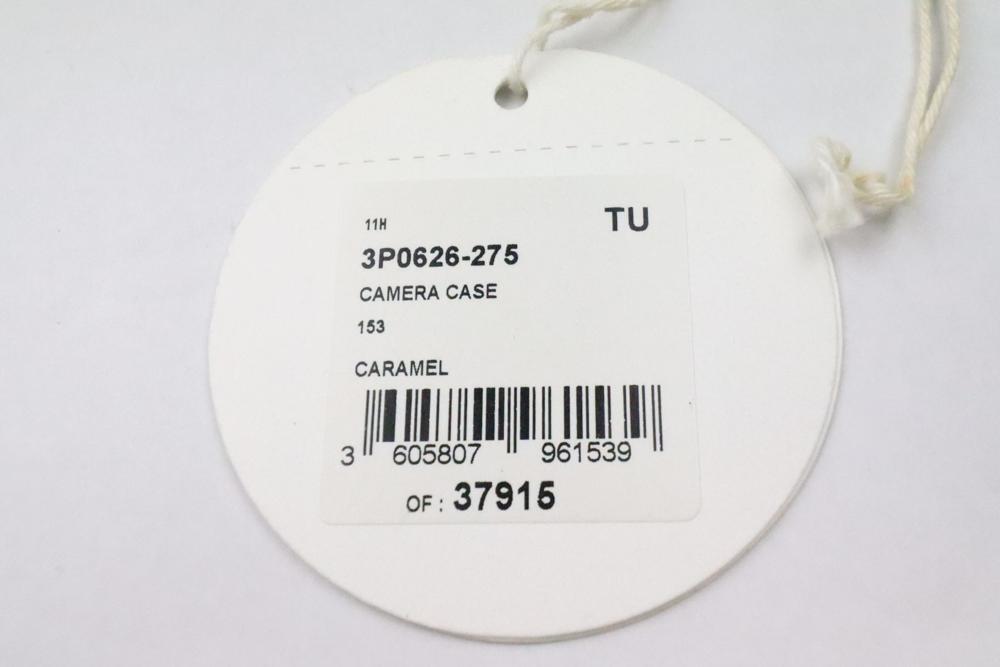 11H TU
3P0626-275
CAMERA CASE
153
CARAMEL
3 605807 961539
OF : 37915